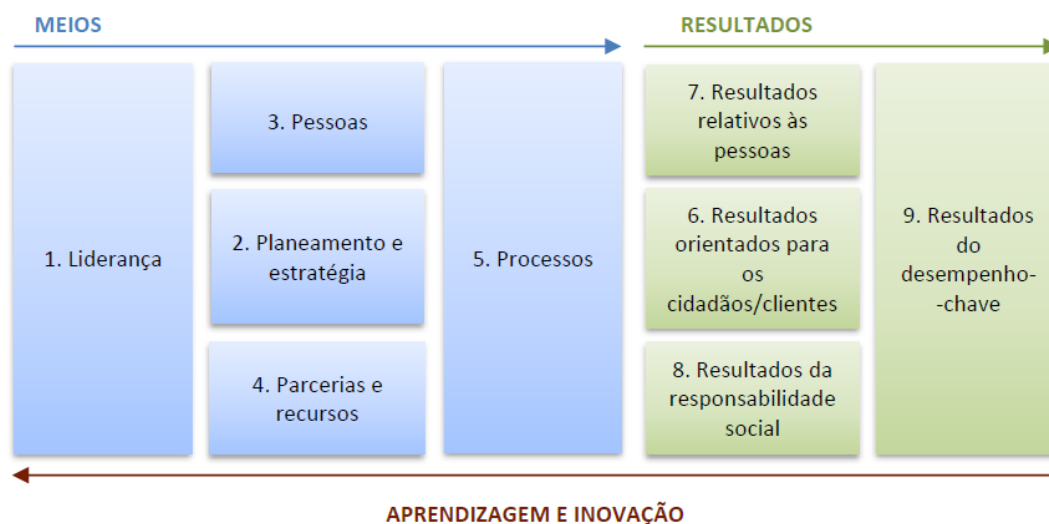 MEIOS
RESULTADOS
1. Liderança
3. Pessoas
2. Planeamento e
estratégia
4. Parcerias e
recursos
5. Processos
7. Resultados
relativos às
pessoas
6. Resultados
orientados para
os
cidadãos/clientes
8. Resultados da
responsabilidade
social
9. Resultados
do
desempenho-
-chave
APRENDIZAGEM E INOVAÇÃO